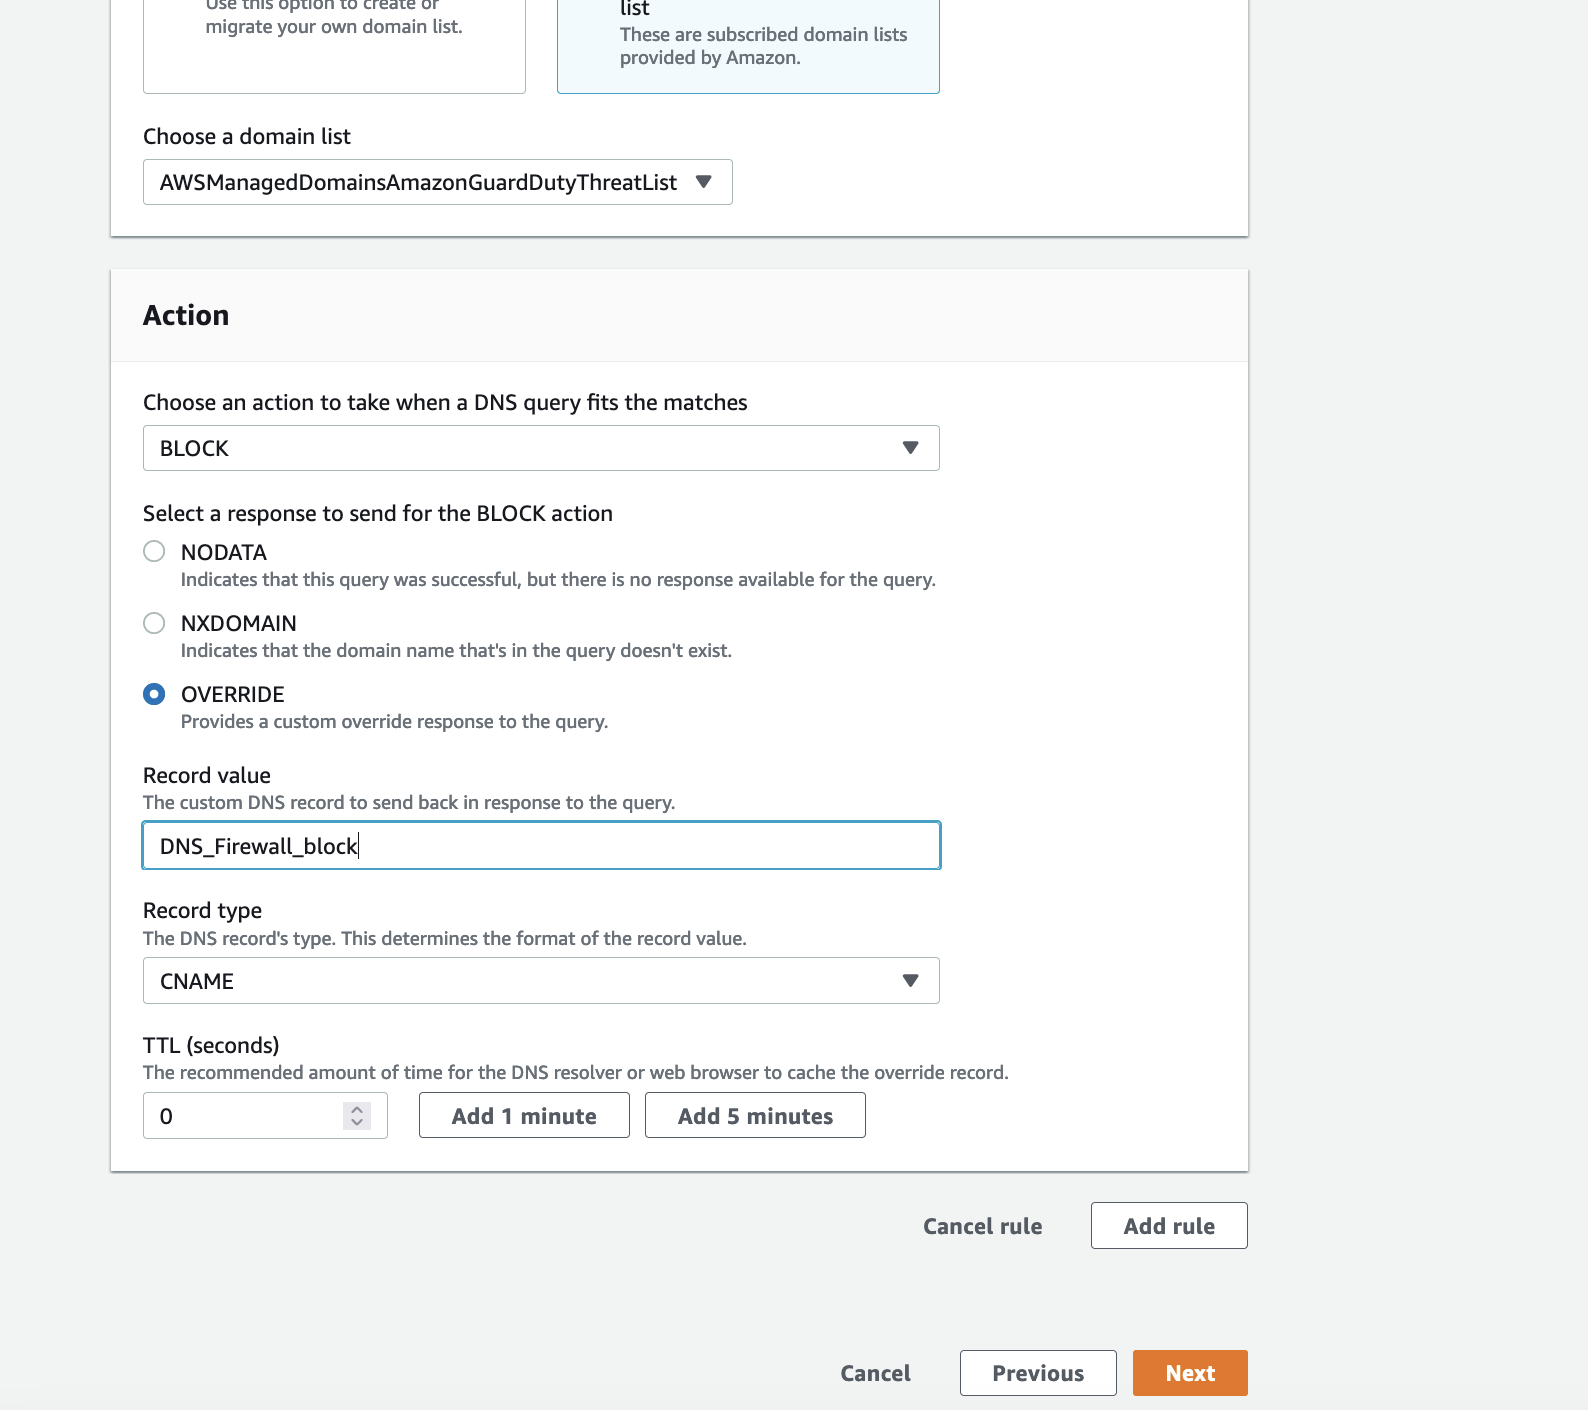 Use this option to create or
migrate your own domain list.
list
These are subscribed domain lists
provided by Amazon.
Choose a domain list
AWSManagedDomainsAmazonGuardDutyThreatList
Action
Choose an action to take when a DNS query fits the matches
BLOCK
Select a response to send for the BLOCK action
NODATA
Indicates that this query was successful, but there is no response available for the query.
NXDOMAIN
Indicates that the domain name that's in the query doesn't exist.
OVERRIDE
Provides a custom override response to the query.
Record value
The custom DNS record to send back in response to the query.
DNS_Firewall_block
Record type
The DNS record's type. This determines the format of the record value.
CNAME
TTL (seconds)
The recommended amount of time for the DNS resolver or web browser to cache the override record.
0
Add 1 minute
Add 5 minutes
Cancel rule
Add rule
Cancel
Previous
Next